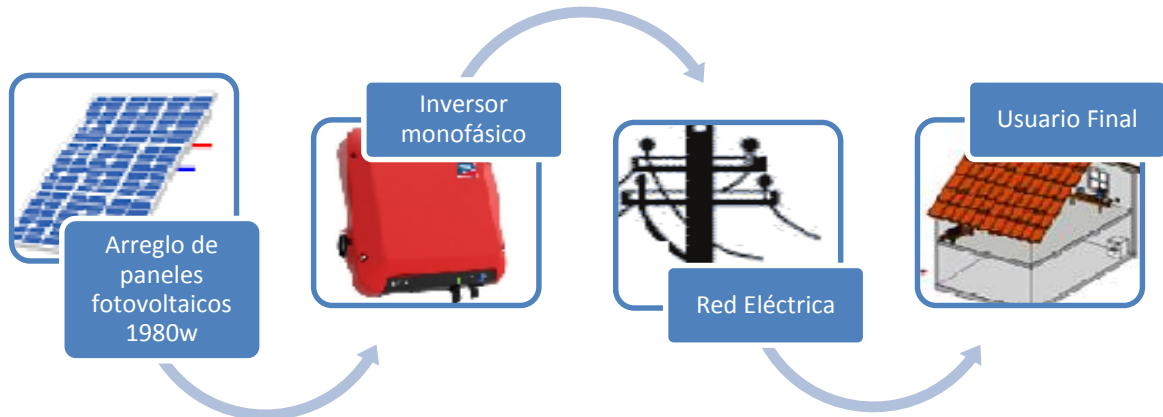 Arreglo de
paneles
fotovoltaicos
1980w
Inversor
monofásico
Red Eléctrica
Usuario Final